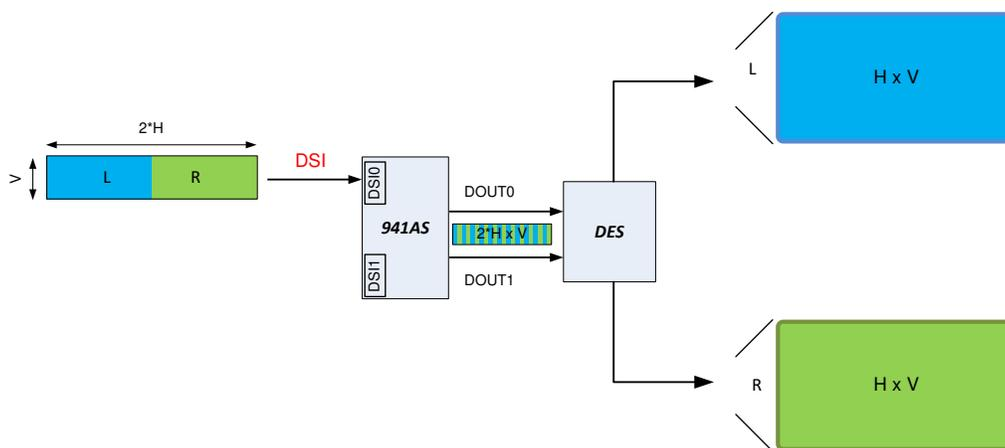 2*H
V
L
R
DSI
DSI0
DSI1
941AS
DOUT0
2*H x V
DOUT1
DES
L
H x V
R
H x V